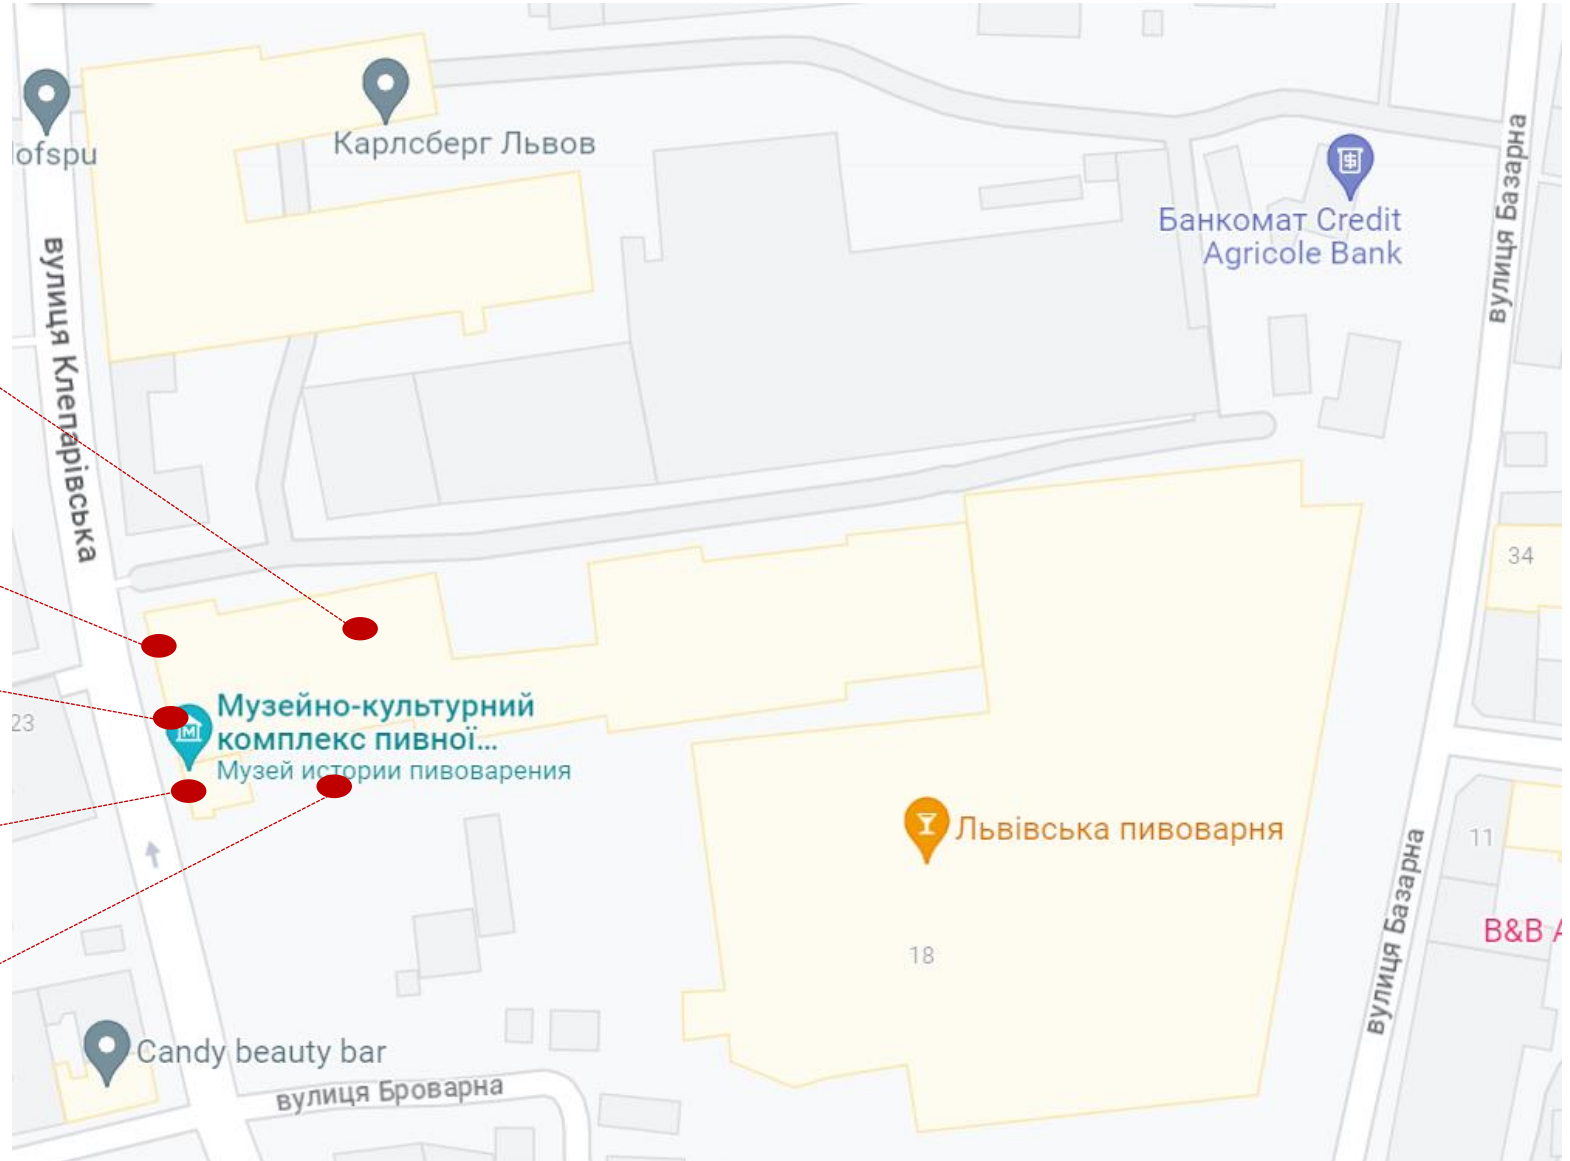 ofspu
Карлсберг Львов
Банкомат Credit
Agricole Bank
вулиця Базарна
вулиця Клепарівська
34
Музейно-культурний
комплекс пивної...
Музей истории пивоварения
23
Львівська пивоварня
11
18
B&B
вулиця Базарна
Candy beauty bar
вулиця Броварна